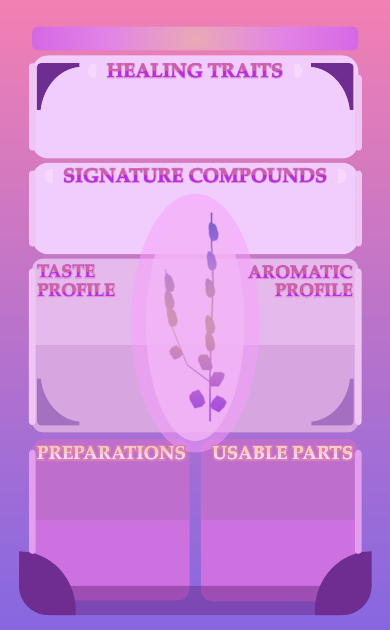 HEALING TRAITS
SIGNATURE COMPOUNDS
TASTE
PROFILE
AROMATIC
PROFILE
PREPARATIONS
USABLE PARTS